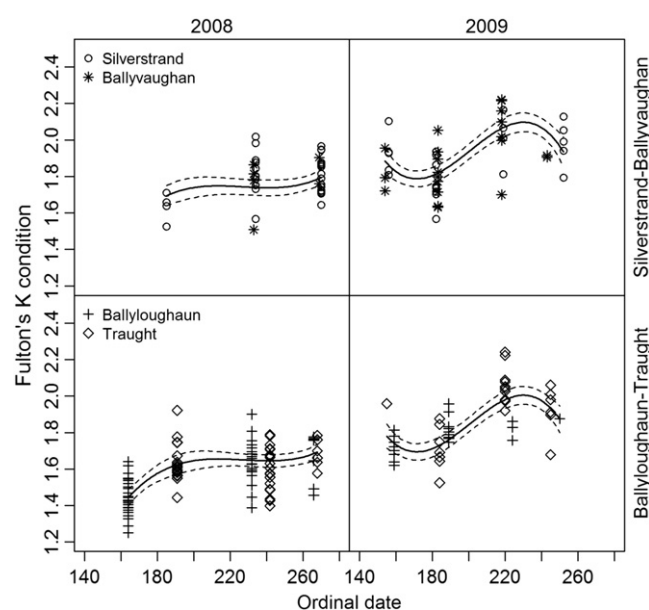 2008 2009
Silverstrand
Ballyvaughan
Ballyloughaun
Traught
Fulton's K condition
1.2 1.4 1.6 1.8 2.0 2.2 2.4
1.2 1.4 1.6 1.8 2.0 2.2 2.4
Silverstrand-Ballyvaughan
Ballyloughaun-Traught
140 180 220 260 140 180 220 260
Ordinal date